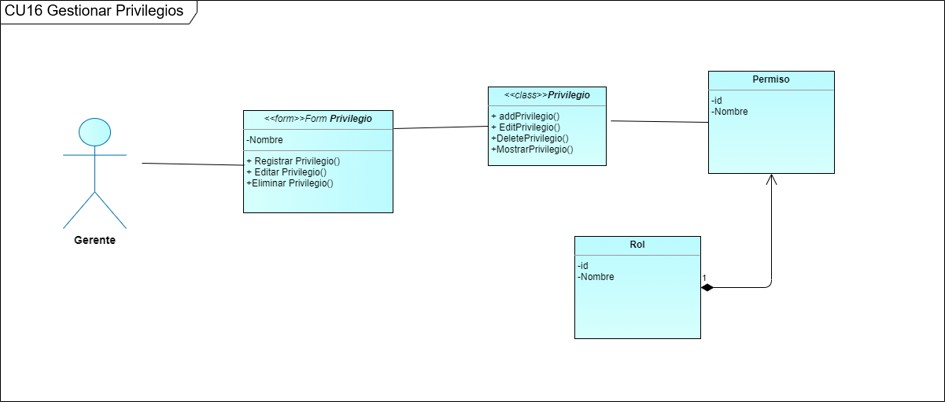 CU16 Gestionar Privilegios
Gerente
<<form>>Form Privilegio
-Nombre
+ Registrar Privilegio()
+ Editar Privilegio()
+Eliminar Privilegio()
<<class>>Privilegio
+ addPrivilegio()
+ EditPrivilegio()
+DeletePrivilegio()
+MostrarPrivilegio()
Permiso
-id
-Nombre
Rol
-id
-Nombre
1